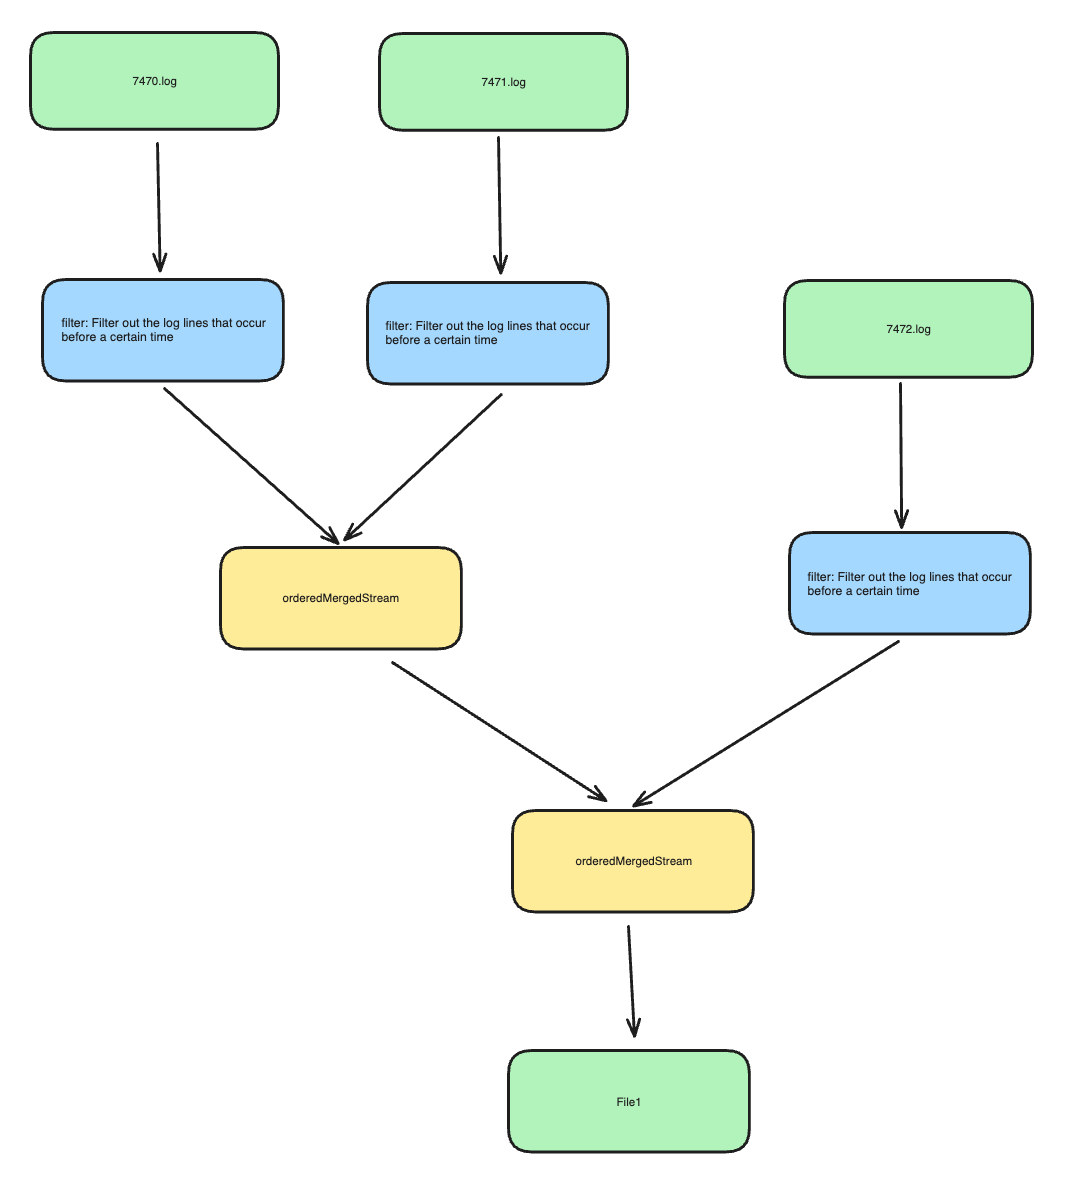 7470.log
7471.log
filter: Filter out the log lines that occur
before a certain time
filter: Filter out the log lines that occur
before a certain time
7472.log
orderedMergedStream
filter: Filter out the log lines that occur
before a certain time
orderedMergedStream
File1